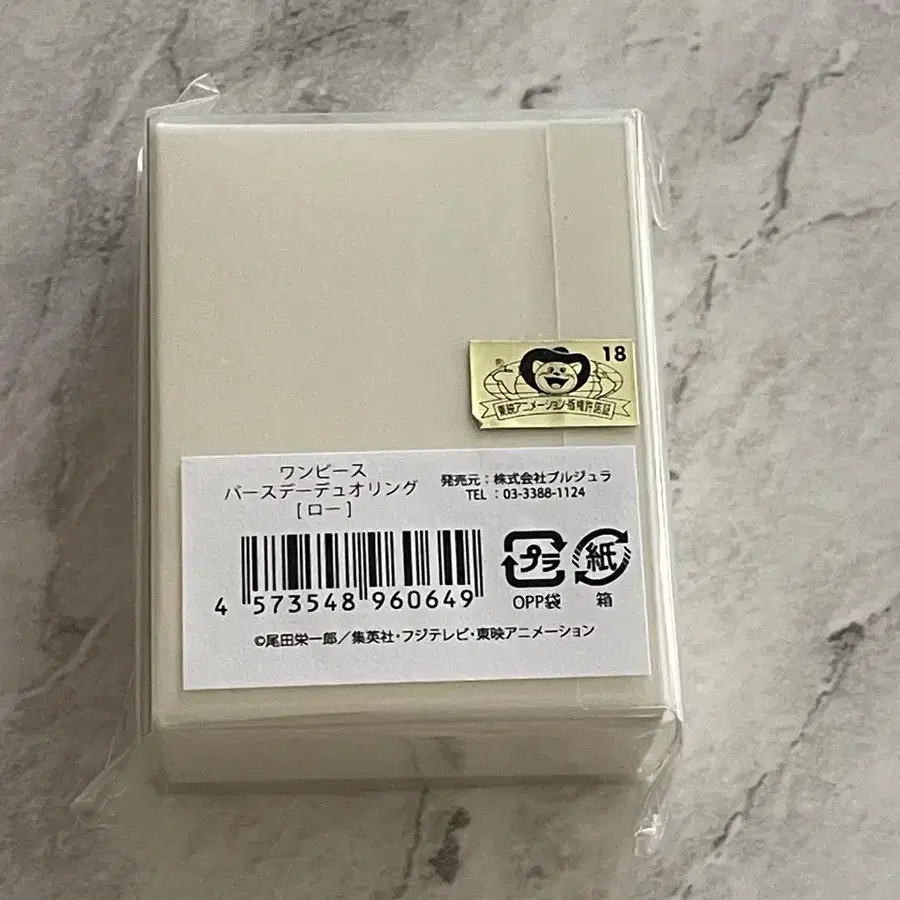 18
東映アニメーション・版権許諾証
ワンピース
バースデーデュオリング
[ロー]
発売元:株式会社ブルジュラ
TEL:03-3388-1124
4 573548 960649
プラ
OPP袋
紙
箱
©尾田栄一郎/集英社・フジテレビ・東映アニメーション